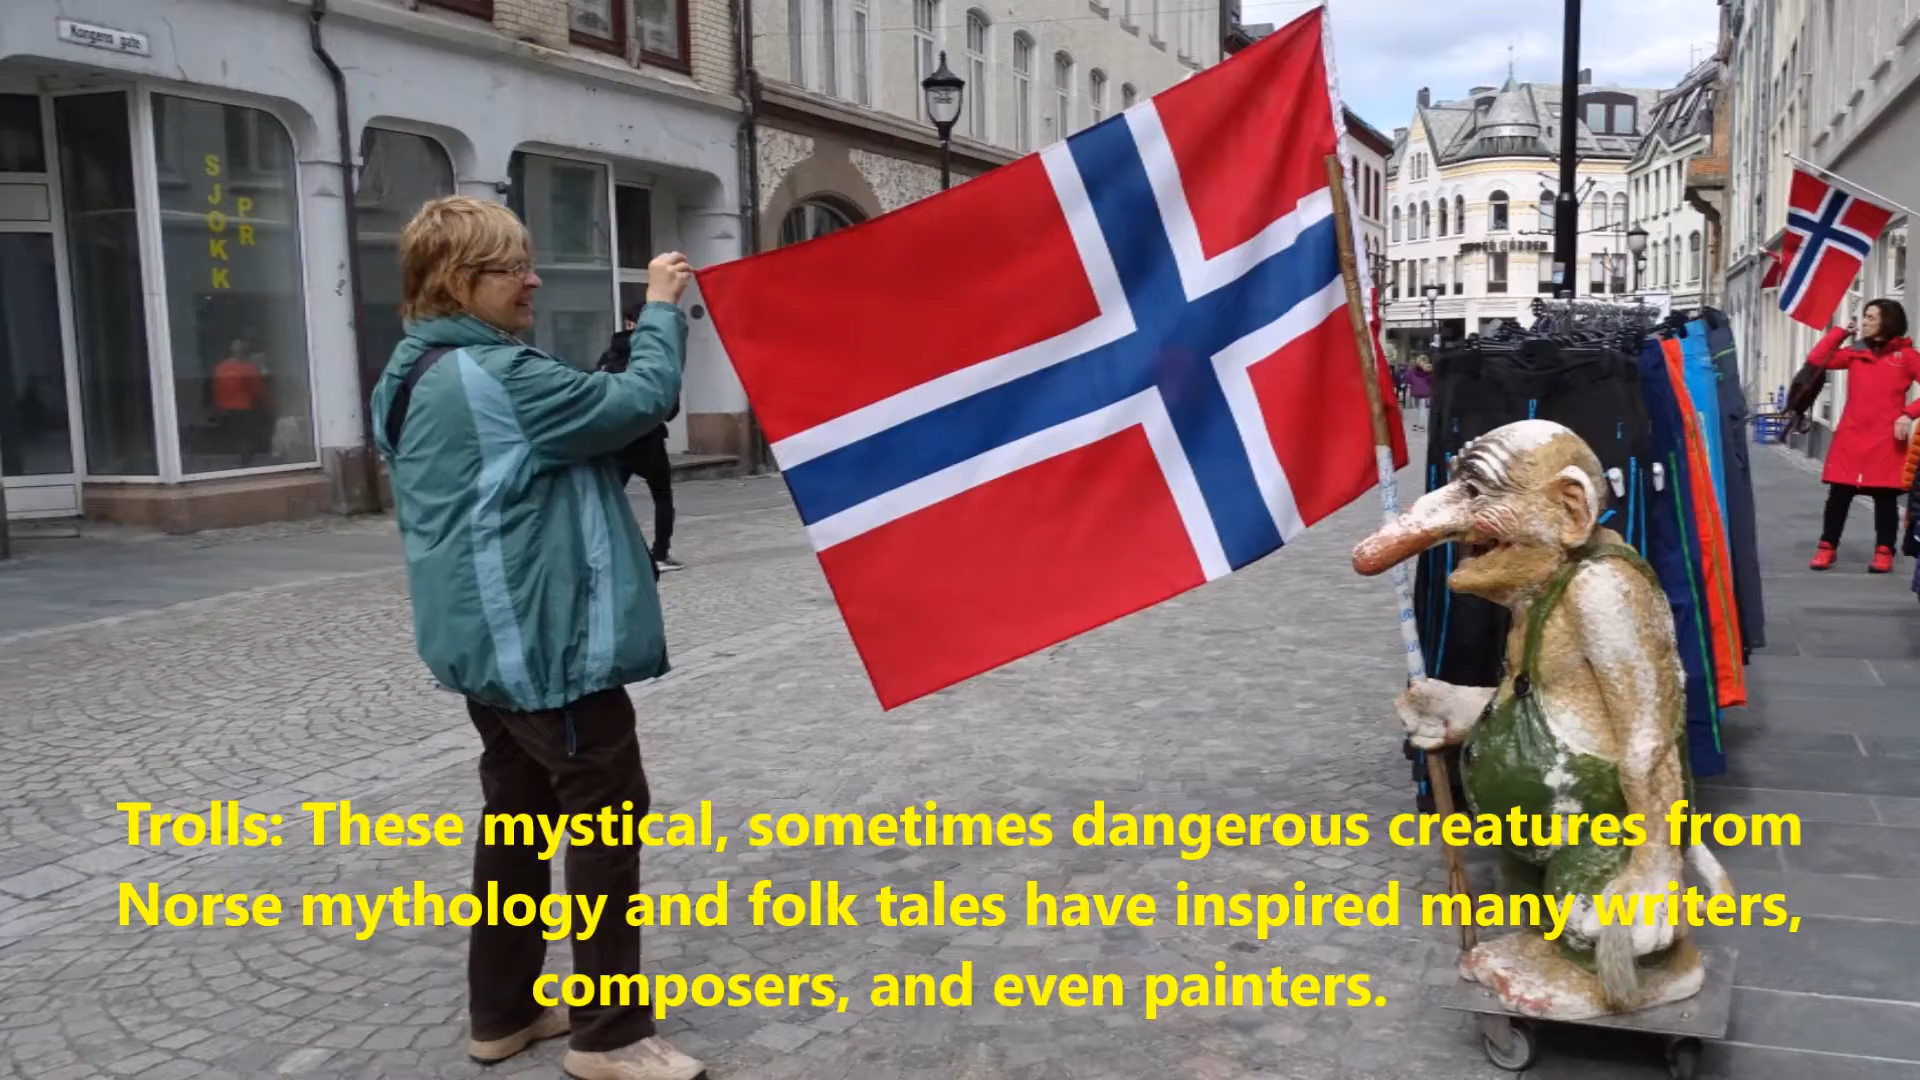 Kongens gate
SJOKK
PR
Trolls: These mystical, sometimes dangerous creatures from
Norse mythology and folk tales have inspired many writers,
composers, and even painters.